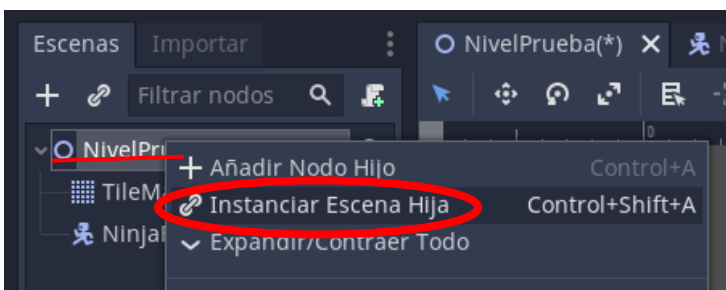 Escenas Importar NivelPrueba(*)
Filtrar nodos
NivelPr
Añadir Nodo Hijo Control+A
TileM
Instanciar Escena Hija Control+Shift+A
Ninja
Expandir/Contraer Todo